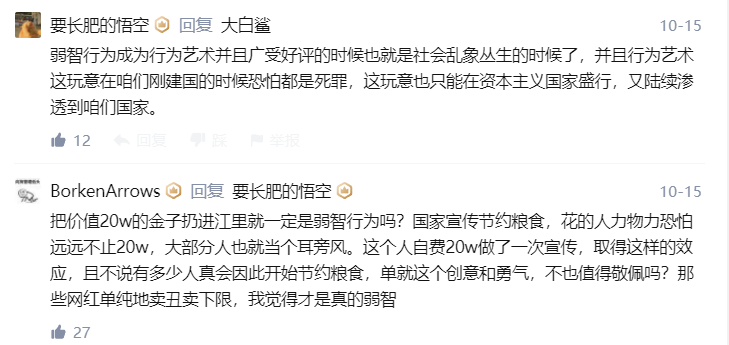 要长肥的悟空 回复 大白鲨 10-15
弱智行为成为行为艺术并且广受好评的时候也就是社会乱象丛生的时候了，并且行为艺术
这玩意在咱们刚建国的时候恐怕都是死罪，这玩意也只能在资本主义国家盛行，又陆续渗
透到咱们国家。
12 回复 踩 举报
BorkenArrows 回复 要长肥的悟空 10-15
把价值20w的金子扔进江里就一定是弱智行为吗？国家宣传节约粮食，花的人力物力恐怕
远远不止20w，大部分人也就当个耳旁风。这个人自费20w做了一次宣传，取得这样的效
应，且不说有多少人真会因此开始节约粮食，单就这个创意和勇气，不也值得敬佩吗？那
些网红单纯地卖丑卖下限，我觉得才是真的弱智
27